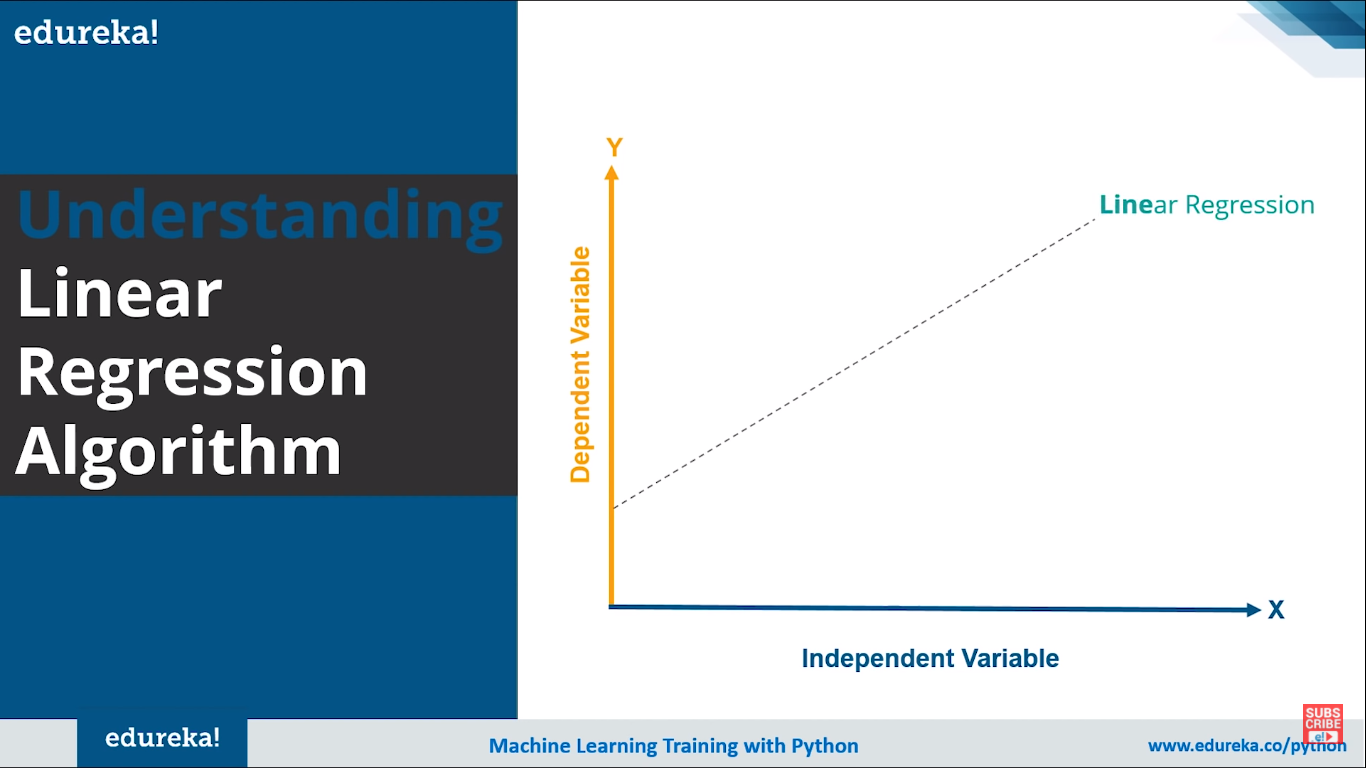 edureka!
Understanding
Linear
Regression
Algorithm
Y
Dependent Variable
Linear Regression
X
Independent Variable
edureka!
Machine Learning Training with Python
www.edureka.co/python
SUBS
CRIBE
e!